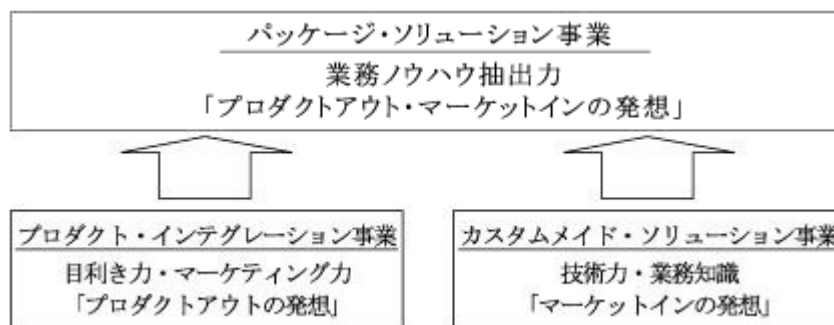 パッケージ・ソリューション事業
業務ノウハウ抽出力
「プロダクトアウト・マーケットインの発想」
プロダクト・インテグレーション事業
目利き力・マーケティング力
「プロダクトアウトの発想」
カスタムメイド・ソリューション事業
技術力・業務知識
「マーケットインの発想」